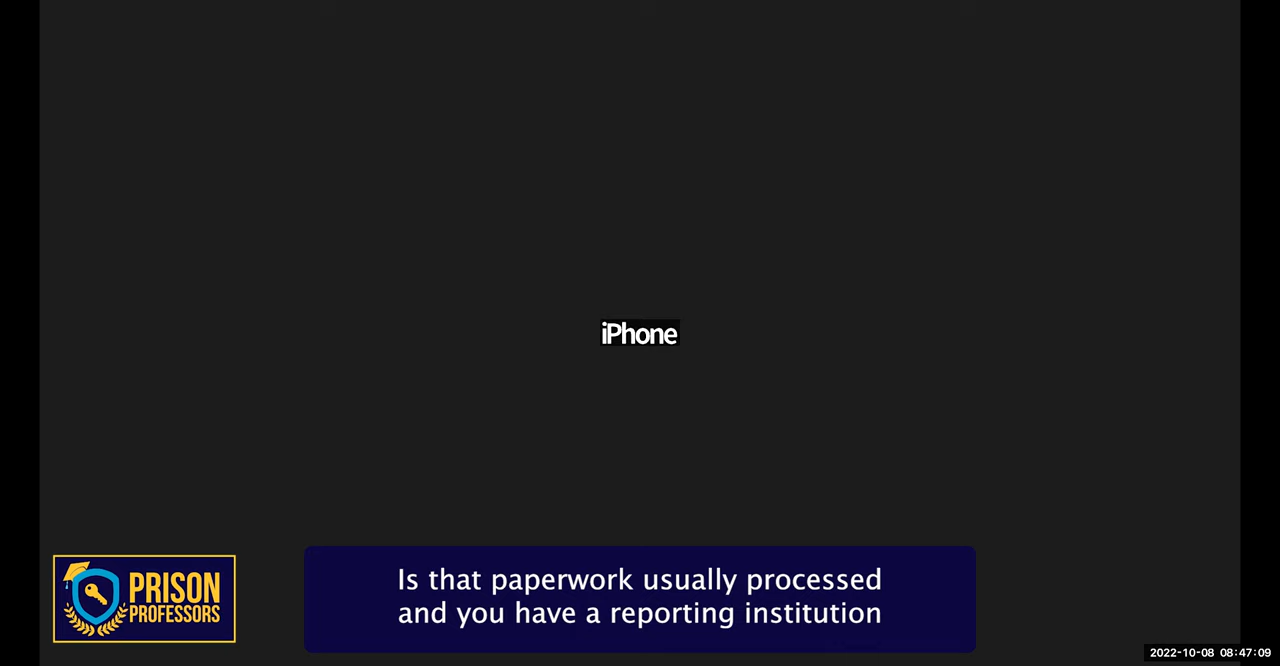 iPhone
PRISON
PROFESSORS
Is that paperwork usually processed
and you have a reporting institution
2022-10-08 08:47:09